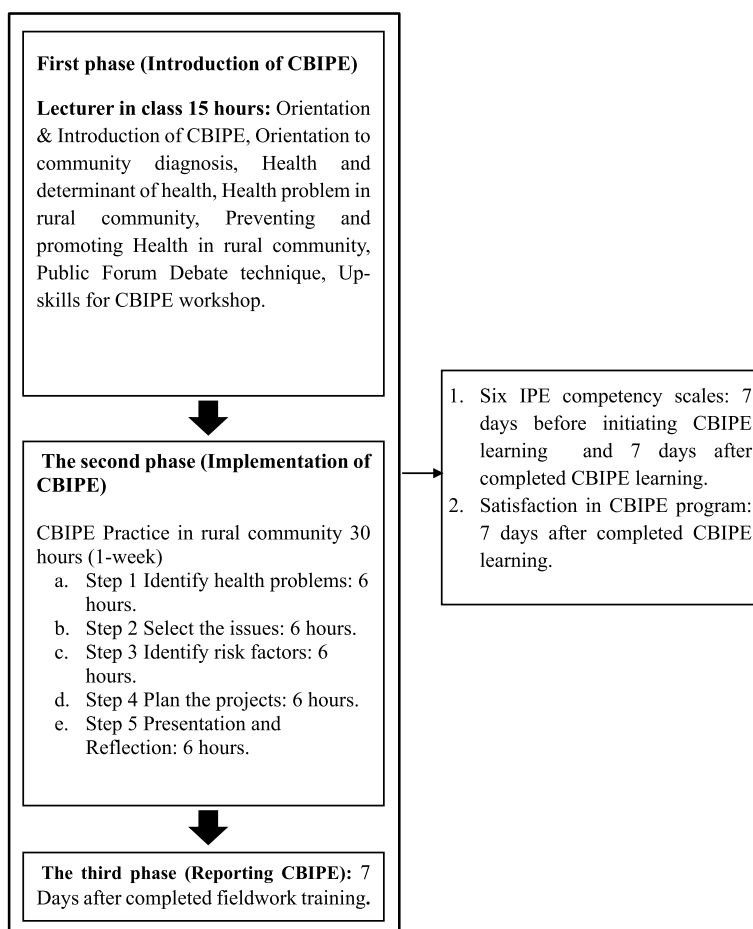 First phase (Introduction of CBIPE)
Lecturer in class 15 hours: Orientation
& Introduction of CBIPE, Orientation to
community diagnosis, Health and
determinant of health, Health problem in
rural community, Preventing and
promoting Health in rural community,
Public Forum Debate technique, Up-
skills for CBIPE workshop.
The second phase (Implementation of
CBIPE)
CBIPE Practice in rural community 30
hours (1-week)
a. Step 1 Identify health problems: 6
hours.
b. Step 2 Select the issues: 6 hours.
c. Step 3 Identify risk factors: 6
hours.
d. Step 4 Plan the projects: 6 hours.
e. Step 5 Presentation and
Reflection: 6 hours.
The third phase (Reporting CBIPE): 7
Days after completed fieldwork training.
1. Six IPE competency scales: 7
days before initiating CBIPE
learning and 7 days after
completed CBIPE learning.
2. Satisfaction in CBIPE program:
7 days after completed CBIPE
learning.